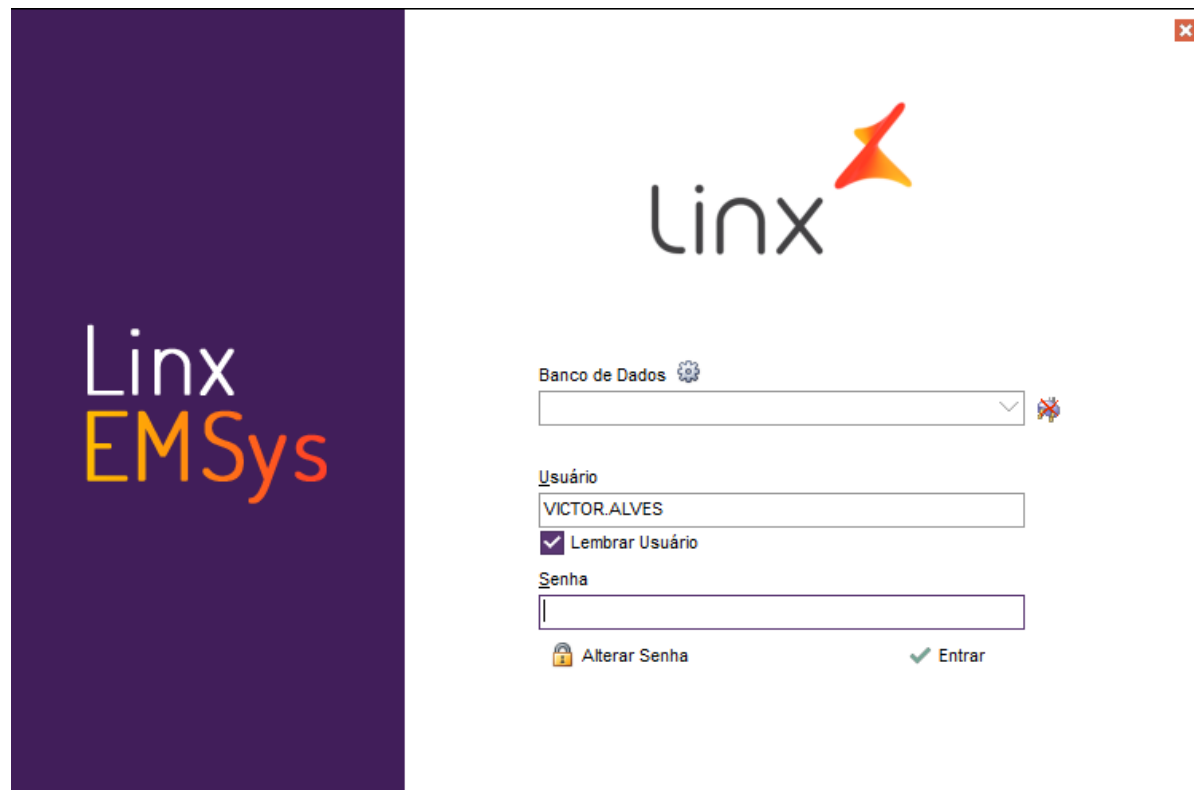 Linx
Linx
EMSys
Banco de Dados
Usuário
VICTOR.ALVES
Lembrar Usuário
Senha
Alterar Senha
Entrar